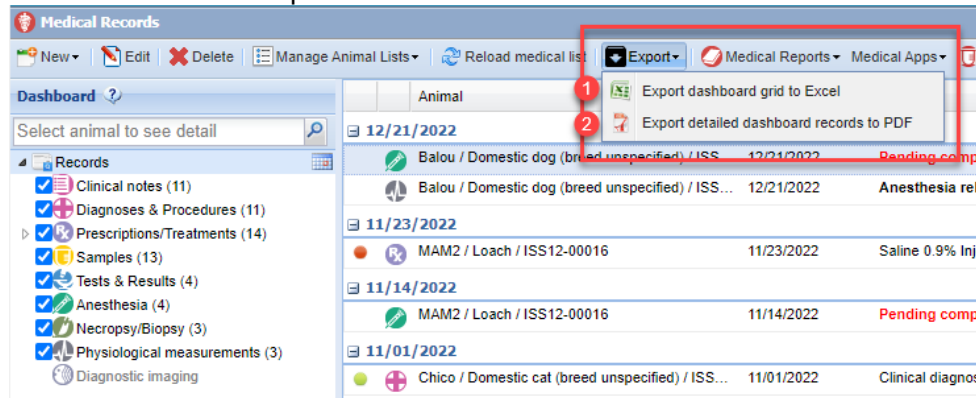 Medical Records
New Edit Delete Manage Animal Lists Reload medical list Export Medical Reports Medical Apps
Dashboard
Animal
1 Export dashboard grid to Excel
2 Export detailed dashboard records to PDF
Select animal to see detail
12/21/2022
Records
Balou / Domestic dog (breed unspecified) / ISS... 12/21/2022 Pending comp
Clinical notes (11)
Balou / Domestic dog (breed unspecified) / ISS... 12/21/2022 Anesthesia rel
Diagnoses & Procedures (11)
11/23/2022
Prescriptions/Treatments (14)
MAM2 / Loach / ISS12-00016 11/23/2022 Saline 0.9% Inj
Samples (13)
Tests & Results (4)
11/14/2022
Anesthesia (4)
MAM2 / Loach / ISS12-00016 11/14/2022 Pending comp
Necropsy/Biopsy (3)
Physiological measurements (3)
11/01/2022
Diagnostic imaging
Chico / Domestic cat (breed unspecified) / ISS... 11/01/2022 Clinical diagnos